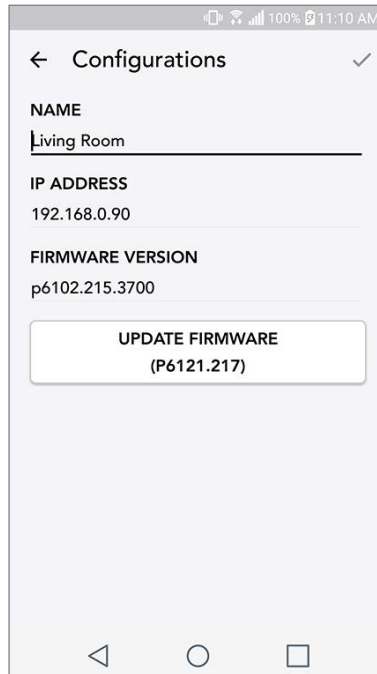 100% 11:10 AM
Configurations
NAME
Living Room
IP ADDRESS
192.168.0.90
FIRMWARE VERSION
p6102.215.3700
UPDATE FIRMWARE
(P6121.217)